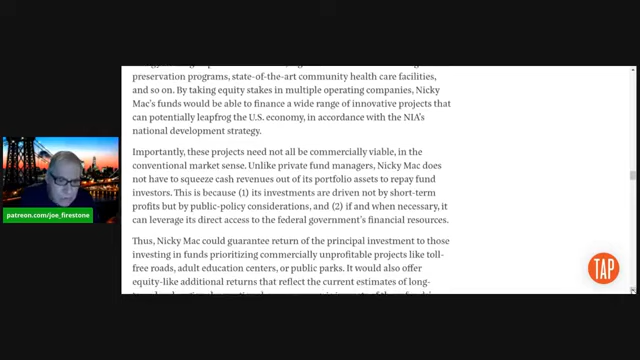 preservation programs, state-of-the-art community health care facilities,
and so on. By taking equity stakes in multiple operating companies, Nicky
Mac's funds would be able to finance a wide range of innovative projects that
can potentially leapfrog the U.S. economy, in accordance with the NIA's
national development strategy.
Importantly, these projects need not all be commercially viable, in
the conventional market sense. Unlike private fund managers, Nicky Mac does
not have to squeeze cash revenues out of its portfolio assets to repay fund
investors. This is because (1) its investments are driven not by short-term
profits but by public-policy considerations, and (2) if and when necessary, it
can leverage its direct access to the federal government's financial resources.
Thus, Nicky Mac could guarantee return of the principal investment to those
investing in funds prioritizing commercially unprofitable projects like toll-
free roads, adult education centers, or public parks. It would also offer
equity-like additional returns that reflect the current estimates of long-
patreon.com/joe_firestone
TAP